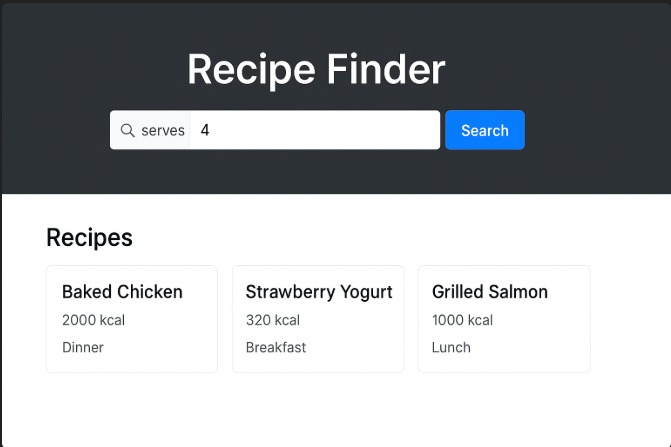 Recipe Finder
serves 4 Search
Recipes
Baked Chicken
2000 kcal
Dinner
Strawberry Yogurt
320 kcal
Breakfast
Grilled Salmon
1000 kcal
Lunch